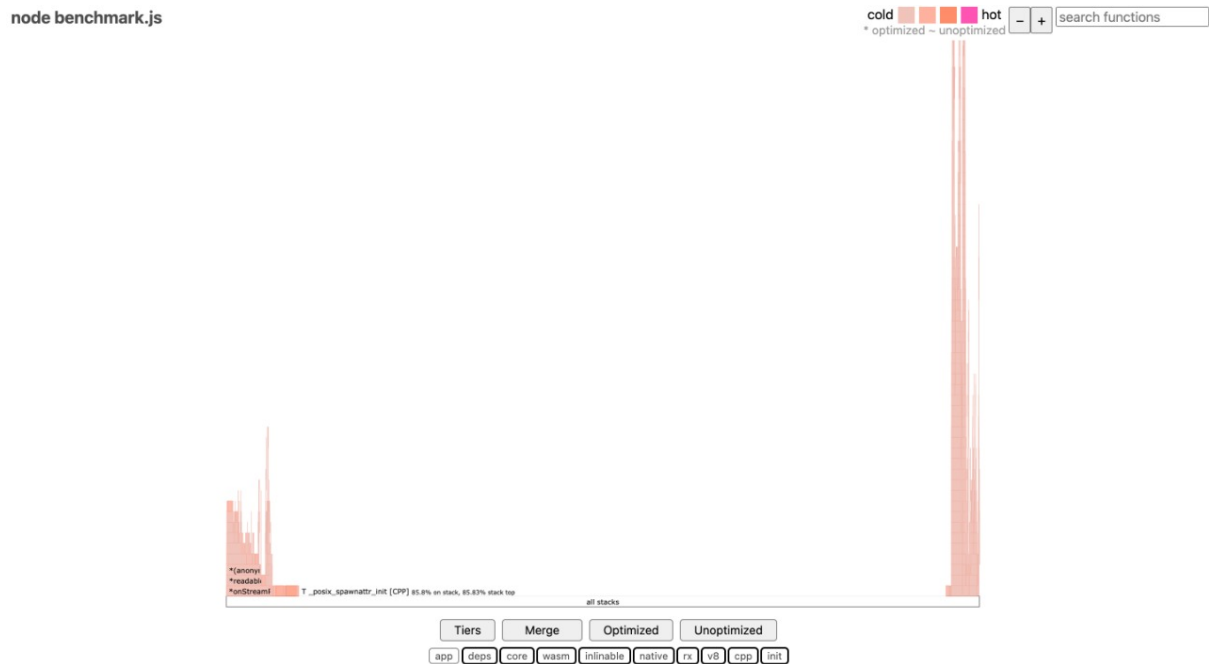 node benchmark.js
cold hot
* optimized ~ unoptimized
− +
search functions
*(anony
*readabl
*onStream
T _posix_spawnattr_init [CPP] 85.8% on stack, 85.83% stack top
all stacks
Tiers Merge Optimized Unoptimized
app deps core wasm inlinable native rx v8 cpp init